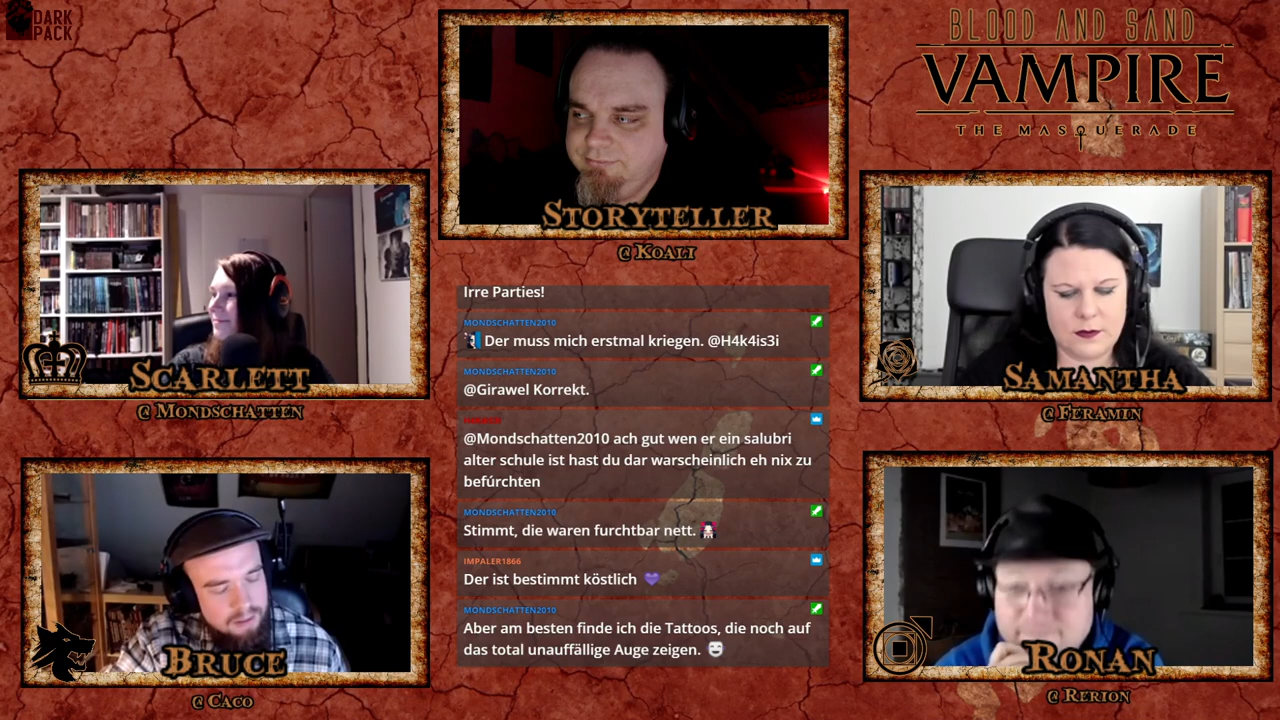 DARK
PACK
BLOOD AND SAND
VAMPIRE
THE MASQUERADE
STORYTELLER
@ KOALI
SCARLETT
@ MONDSCHATTEN
SAMANTHA
@ FERAMIN
BRUCE
@ CACO
RONAN
@ RERION
Irre Parties!
MONDSCHATTEN2010
Der muss mich erstmal kriegen. @H4k4is3i
MONDSCHATTEN2010
@Girawel Korrekt.
@Mondschatten2010 ach gut wen er ein salubri
alter schule ist hast du dar warscheinlich eh nix zu
befúrchten
MONDSCHATTEN2010
Stimmt, die waren furchtbar nett.
IMPALER1866
Der ist bestimmt köstlich 💜
MONDSCHATTEN2010
Aber am besten finde ich die Tattoos, die noch auf
das total unauffällige Auge zeigen.